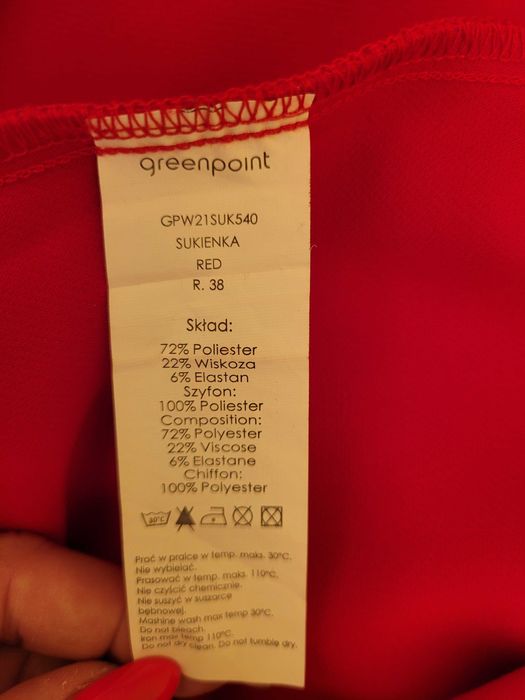 greenpoint
GPW21SUK540
SUKIENKA
RED
R. 38
Skład:
72% Poliester
22% Wiskoza
6% Elastan
Szyfon:
100% Poliester
Composition:
72% Polyester
22% Viscose
6% Elastane
Chiffon:
100% Polyester
30°C
Prać w pralce w temp. maks. 30°C.
Nie wybielać.
Prasować w temp. maks. 110°C.
Nie czyścić chemicznie.
Nie suszyć w suszarce
bębnowej.
Mashine wash max temp 30°C.
Do not bleach.
Iron max temp 110°C.
Do not dry clean. Do not tumble dry.